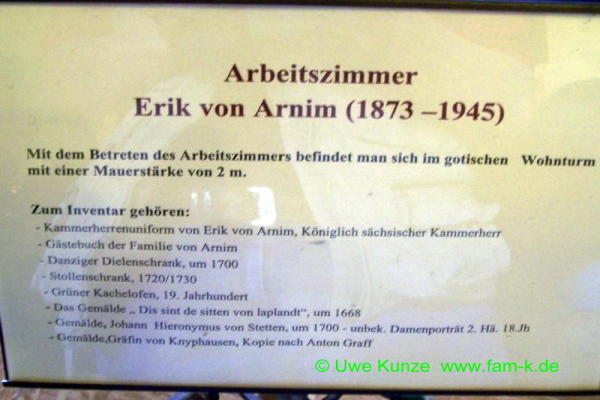 Arbeitszimmer
Erik von Arnim (1873 –1945)
Mit dem Betreten des Arbeitszimmers befindet man sich im gotischen Wohnturm
mit einer Mauerstärke von 2 m.
Zum Inventar gehören:
- Kammerherrenuniform von Erik von Arnim, Königlich sächsischer Kammerherr
- Gästebuch der Familie von Arnim
- Danziger Dielenschrank, um 1700
- Stollenschrank, 1720/1730
- Grüner Kachelofen, 19. Jahrhundert
- Das Gemälde „ Dis sint de sitten von laplandt", um 1668
- Gemälde, Johann Hieronymus von Stetten, um 1700 - unbek. Damenporträt 2. Hä. 18.Jh
- Gemälde,Gräfin von Knyphausen, Kopie nach Anton Graff
© Uwe Kunze www.fam-k.de